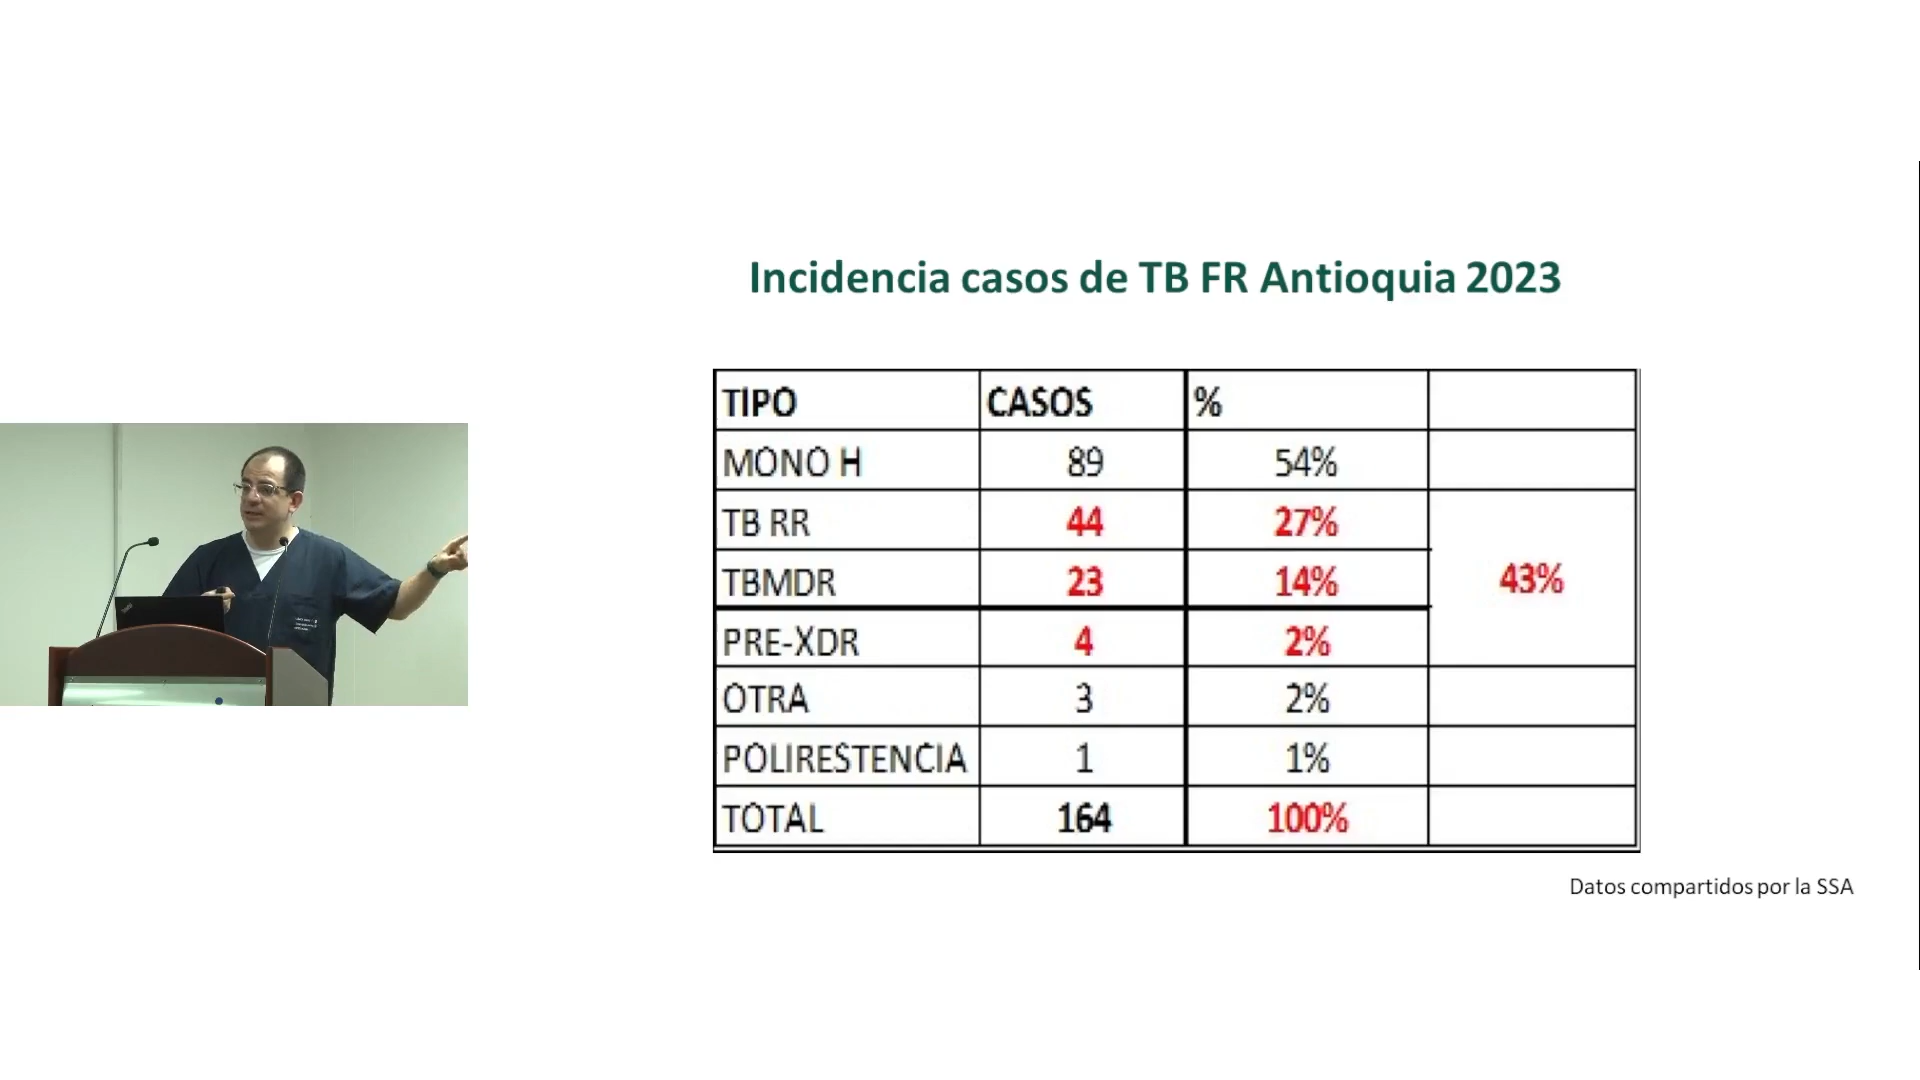 Incidencia casos de TB FR Antioquia 2023
TIPO CASOS %
MONO H 89 54%
TB RR 44 27%
TBMDR 23 14%
43%
PRE-XDR 4 2%
OTRA 3 2%
POLIRESTENCIA 1 1%
TOTAL 164 100%
Datos compartidos por la SSA